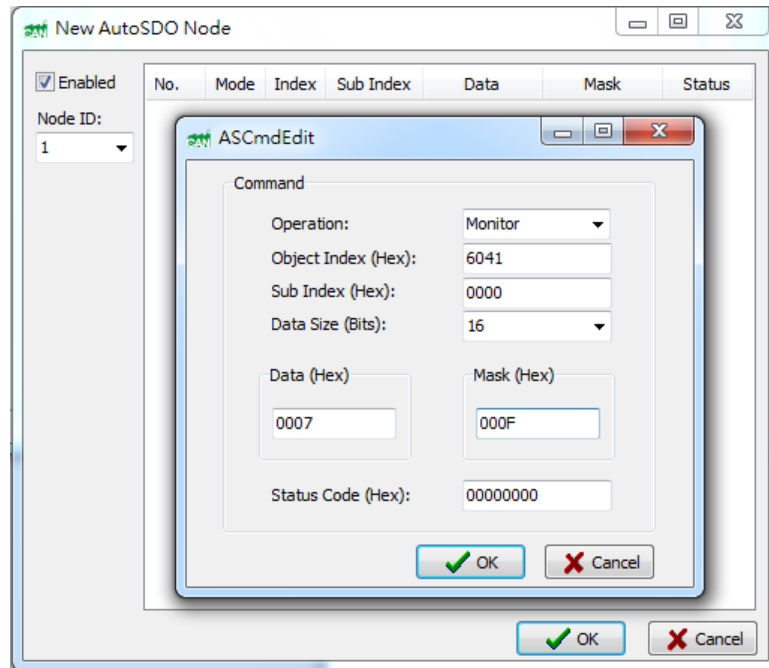 New AutoSDO Node
Enabled
Node ID:
1
No. Mode Index Sub Index Data Mask Status
ASCmdEdit
Command
Operation: Monitor
Object Index (Hex): 6041
Sub Index (Hex): 0000
Data Size (Bits): 16
Data (Hex) Mask (Hex)
0007 000F
Status Code (Hex): 00000000
OK Cancel
OK Cancel